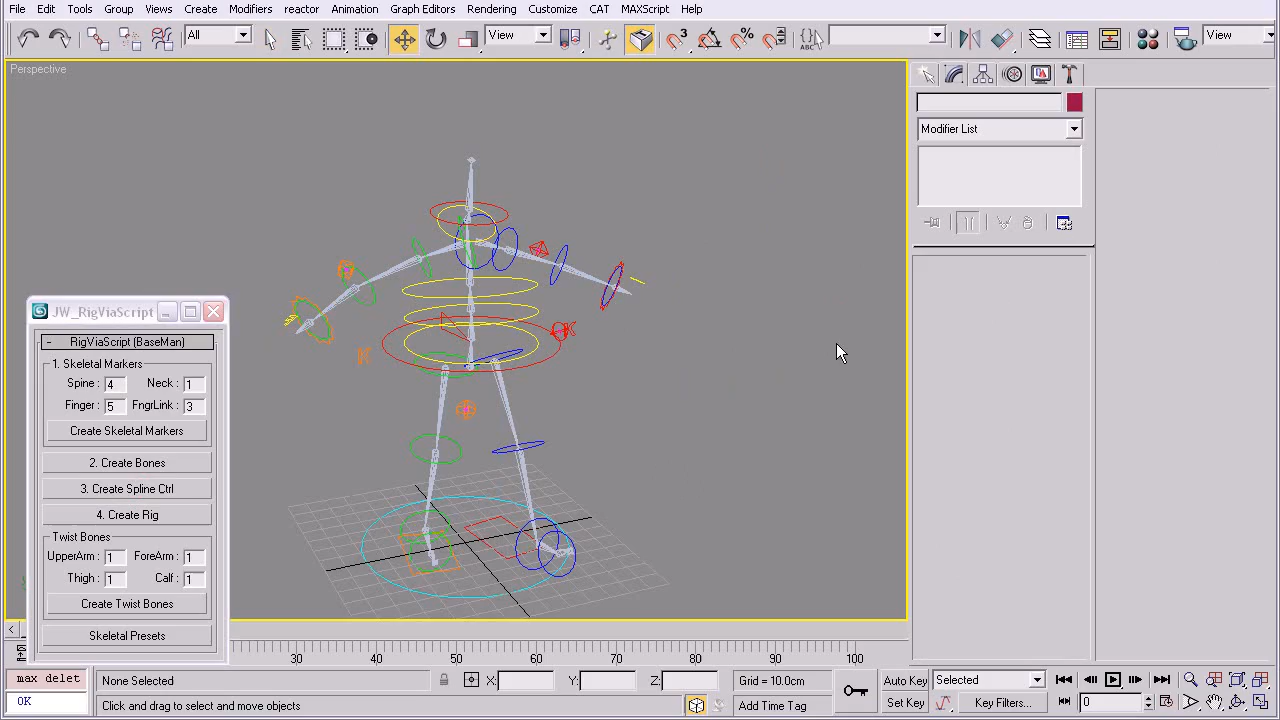 File Edit Tools Group Views Create Modifiers reactor Animation Graph Editors Rendering Customize CAT MAXScript Help
All View 3 % ABC View
Perspective
Modifier List
JW_RigViaScript
- RigViaScript (BaseMan)
1. Skeletal Markers
Spine : 4 Neck : 1
Finger : 5 FngrLink : 3
Create Skeletal Markers
2. Create Bones
3. Create Spline Ctrl
4. Create Rig
Twist Bones
UpperArm : 1 ForeArm : 1
Thigh : 1 Calf : 1
Create Twist Bones
Skeletal Presets
K
OK
30 40 50 60 70 80 90 100
max delet None Selected X: Y: Z: Grid = 10.0cm Auto Key Selected
OK Click and drag to select and move objects Add Time Tag Set Key Key Filters... 0